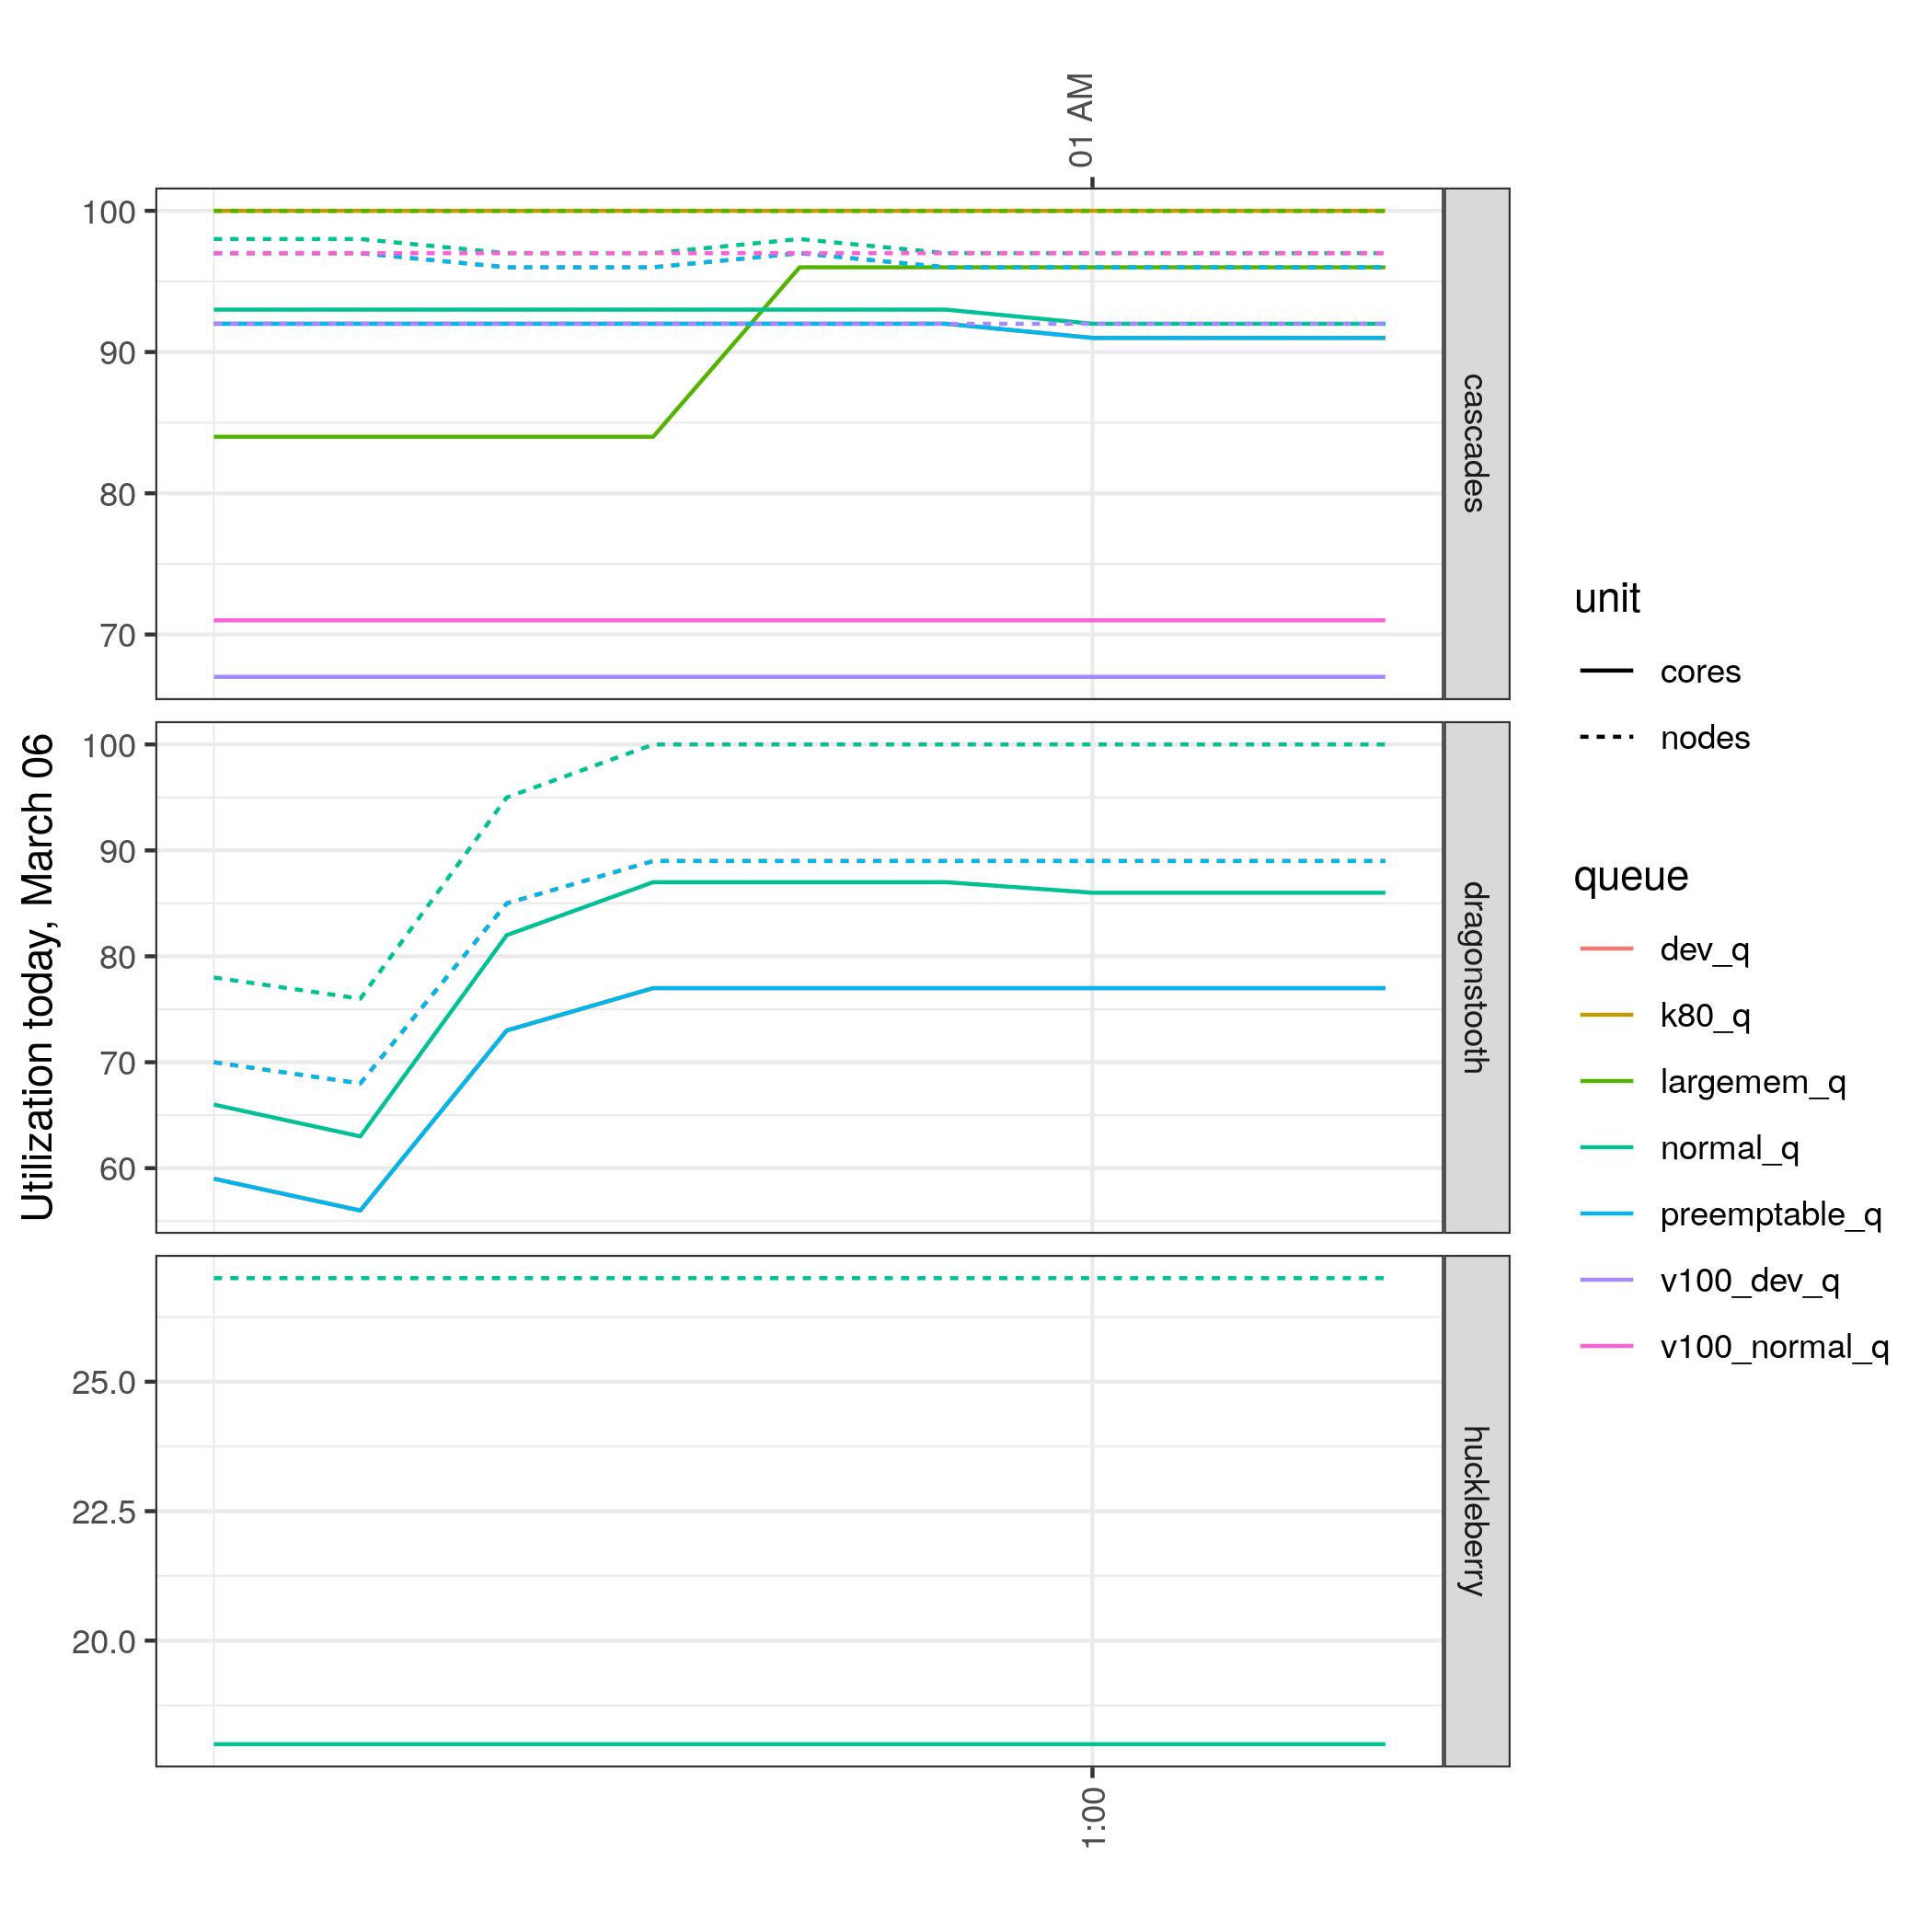 01 AM
Utilization today, March 06
100
90
80
70
cascades
100
90
80
70
60
dragonstooth
25.0
22.5
20.0
huckleberry
1:00
unit
cores
nodes
queue
dev_q
k80_q
largemem_q
normal_q
preemptable_q
v100_dev_q
v100_normal_q